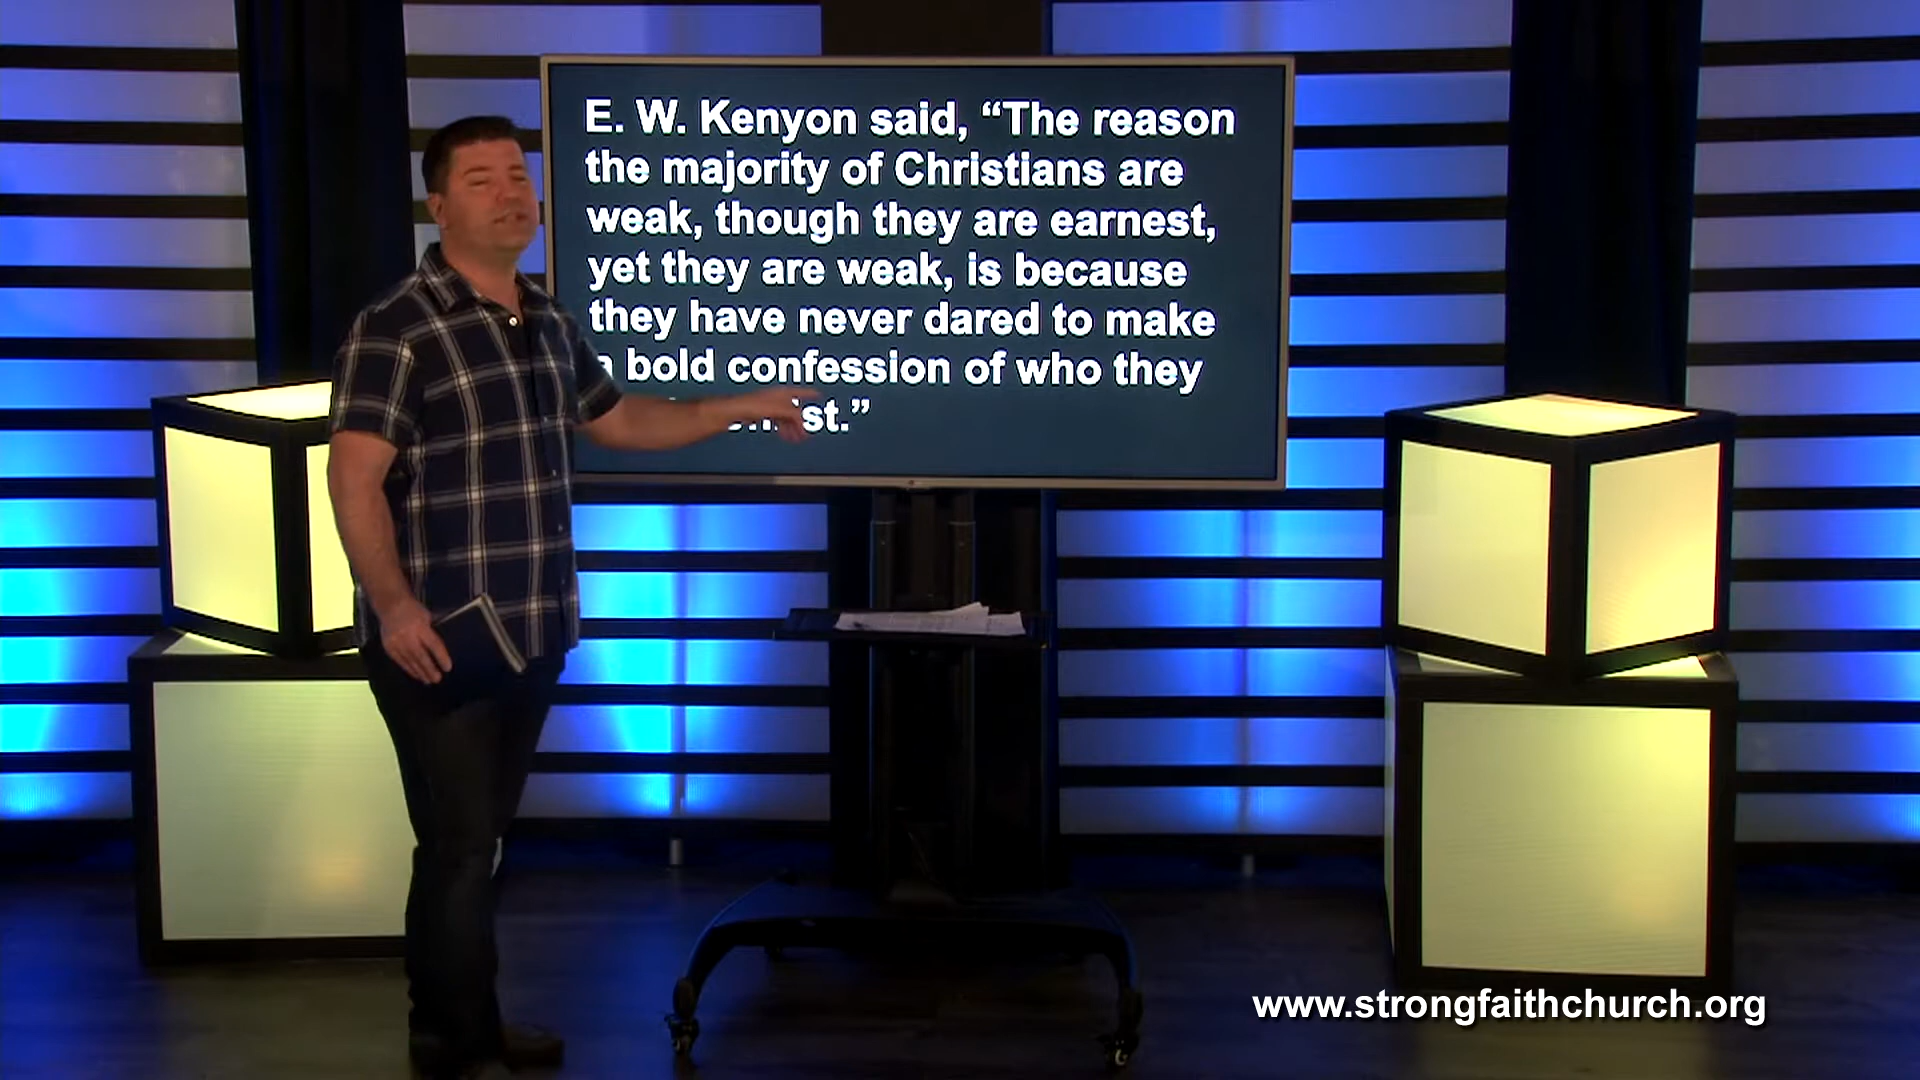 E. W. Kenyon said, “The reason
the majority of Christians are
weak, though they are earnest,
yet they are weak, is because
they have never dared to make
bold confession of who they
www.strongfaithchurch.org